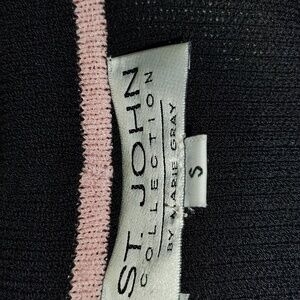 ST. JOHN
COLLECTION
BY MARIE GRAY
S